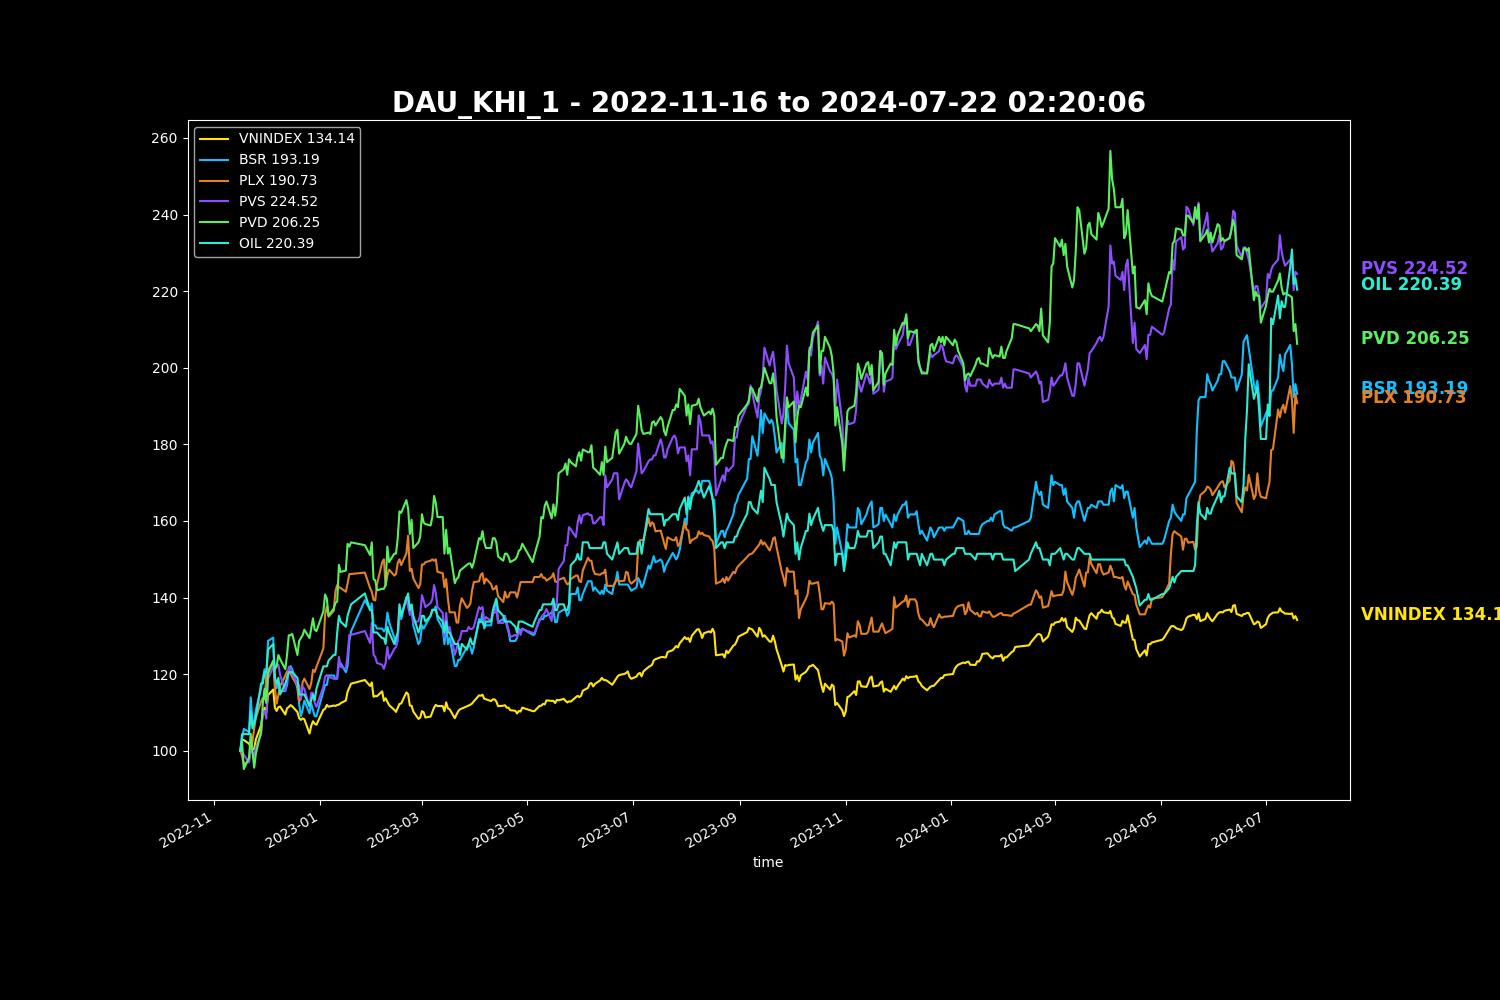 DAU_KHI_1 - 2022-11-16 to 2024-07-22 02:20:06
260
240
220
200
180
160
140
120
100
VNINDEX 134.14
BSR 193.19
PLX 190.73
PVS 224.52
PVD 206.25
OIL 220.39
PVS 224.52
OIL 220.39
PVD 206.25
BSR 193.19
PLX 190.73
VNINDEX 134.1
2022-11
2023-01
2023-03
2023-05
2023-07
2023-09
2023-11
2024-01
2024-03
2024-05
2024-07
time